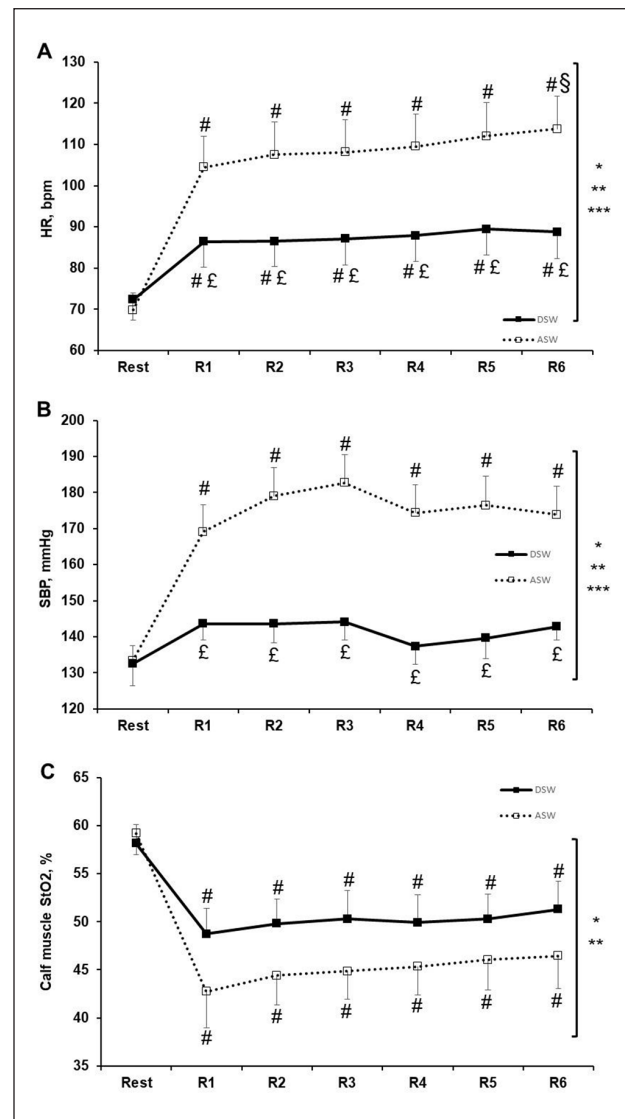 A
HR, bpm
130
120
110
100
90
80
70
60
# # # # # #§
#£ #£ #£ #£ #£ #£
*
**
***
DSW
ASW
Rest R1 R2 R3 R4 R5 R6
B
SBP, mmHg
200
190
180
170
160
150
140
130
120
# # # # # #
£ £ £ £ £ £
*
**
***
DSW
ASW
Rest R1 R2 R3 R4 R5 R6
C
Calf muscle StO2, %
65
60
55
50
45
40
35
DSW
ASW
# # # # # #
# # # # # #
*
**
Rest R1 R2 R3 R4 R5 R6